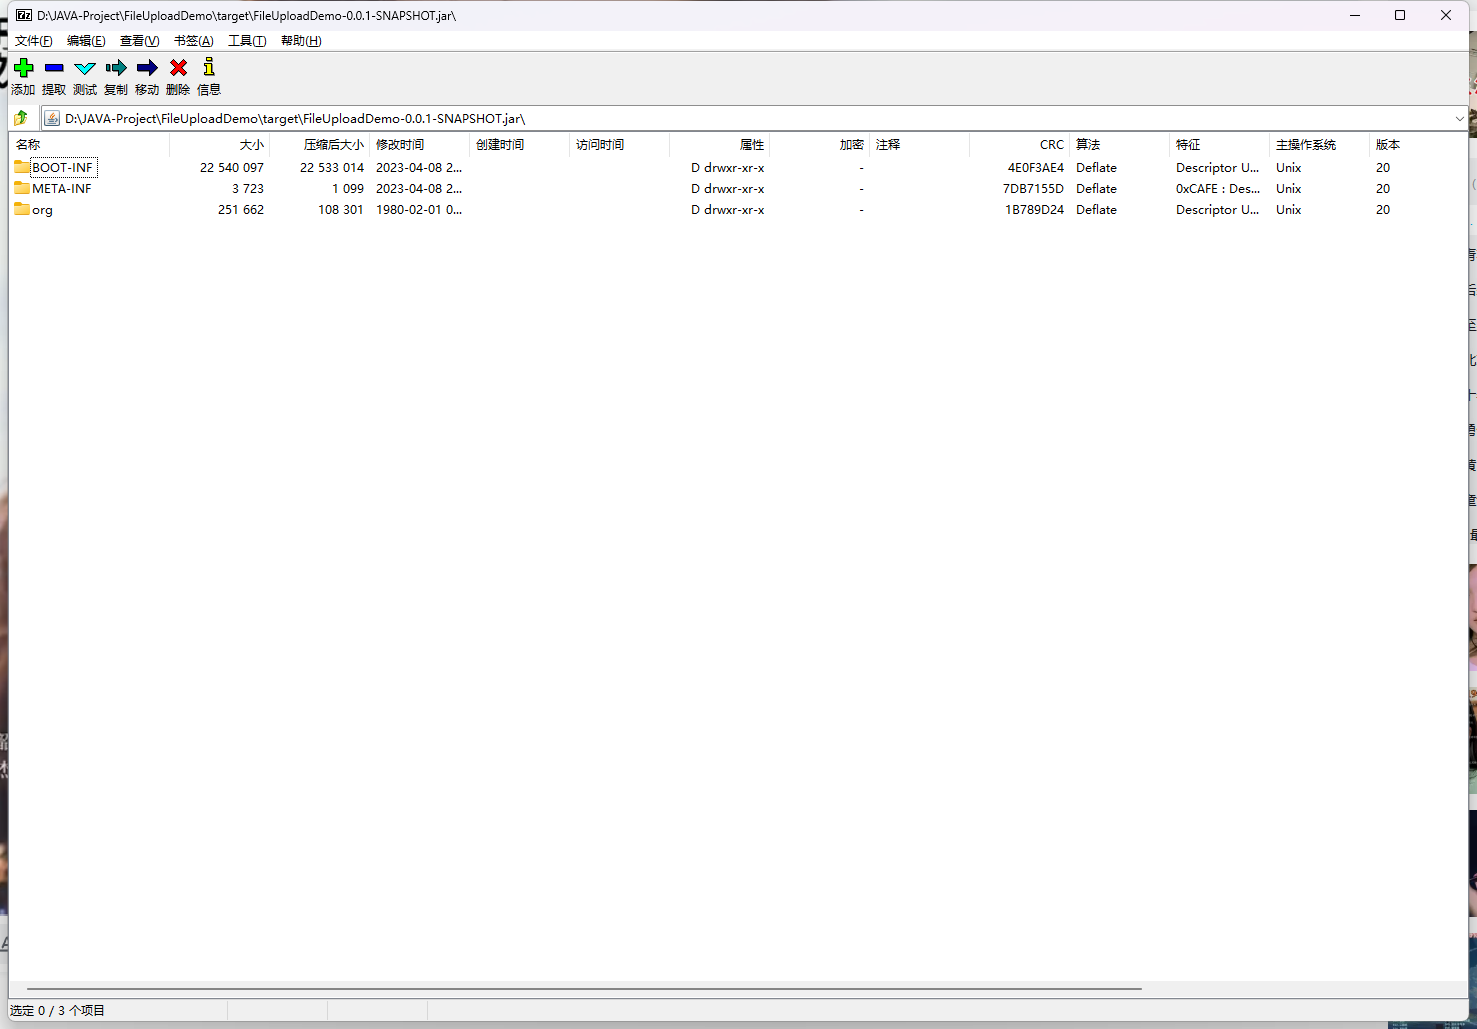 D:\JAVA-Project\FileUploadDemo\target\FileUploadDemo-0.0.1-SNAPSHOT.jar\
文件(F) 编辑(E) 查看(V) 书签(A) 工具(T) 帮助(H)
添加 提取 测试 复制 移动 删除 信息
D:\JAVA-Project\FileUploadDemo\target\FileUploadDemo-0.0.1-SNAPSHOT.jar\
名称 大小 压缩后大小 修改时间 创建时间 访问时间 属性 加密 注释 CRC 算法 特征 主操作系统 版本
BOOT-INF 22 540 097 22 533 014 2023-04-08 2... D drwxr-xr-x - 4E0F3AE4 Deflate Descriptor U... Unix 20
META-INF 3 723 1 099 2023-04-08 2... D drwxr-xr-x - 7DB7155D Deflate 0xCAFE : Des... Unix 20
org 251 662 108 301 1980-02-01 0... D drwxr-xr-x - 1B789D24 Deflate Descriptor U... Unix 20
选定 0 / 3 个项目